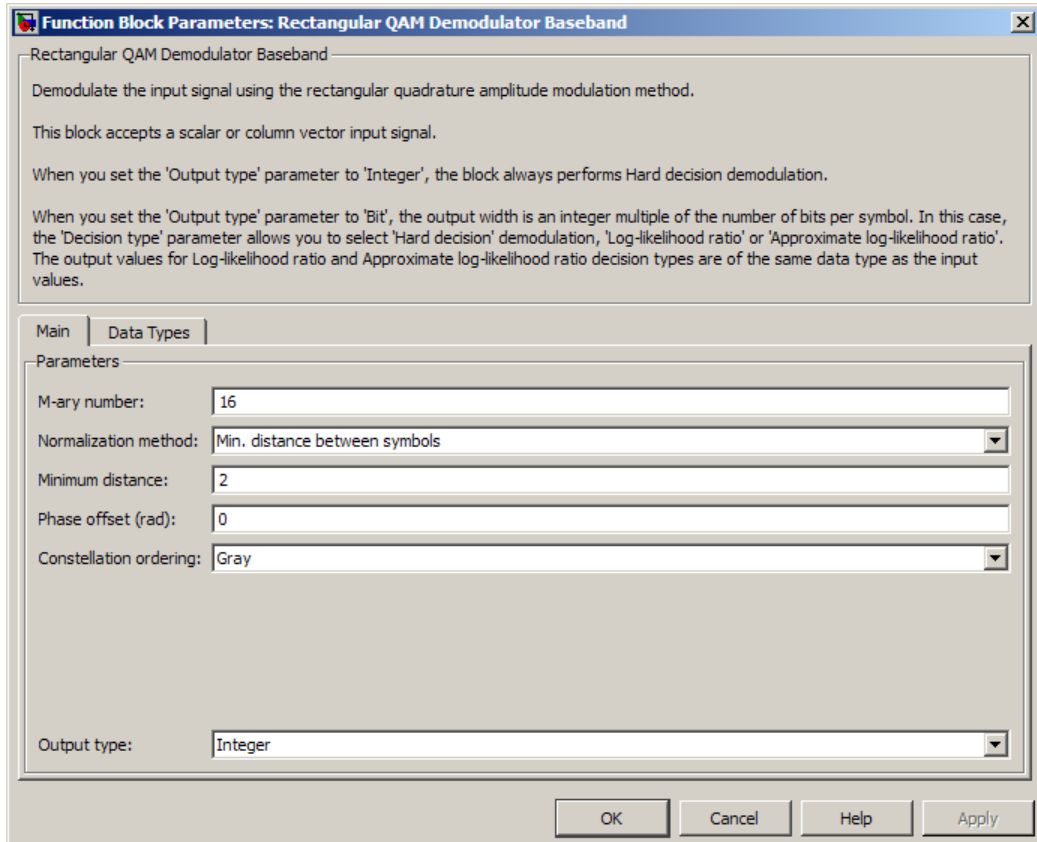 Function Block Parameters: Rectangular QAM Demodulator Baseband
Rectangular QAM Demodulator Baseband
Demodulate the input signal using the rectangular quadrature amplitude modulation method.
This block accepts a scalar or column vector input signal.
When you set the 'Output type' parameter to 'Integer', the block always performs Hard decision demodulation.
When you set the 'Output type' parameter to 'Bit', the output width is an integer multiple of the number of bits per symbol. In this case,
the 'Decision type' parameter allows you to select 'Hard decision' demodulation, 'Log-likelihood ratio' or 'Approximate log-likelihood ratio'.
The output values for Log-likelihood ratio and Approximate log-likelihood ratio decision types are of the same data type as the input
values.
Main Data Types
Parameters
M-ary number: 16
Normalization method: Min. distance between symbols
Minimum distance: 2
Phase offset (rad): 0
Constellation ordering: Gray
Output type: Integer
OK Cancel Help Apply